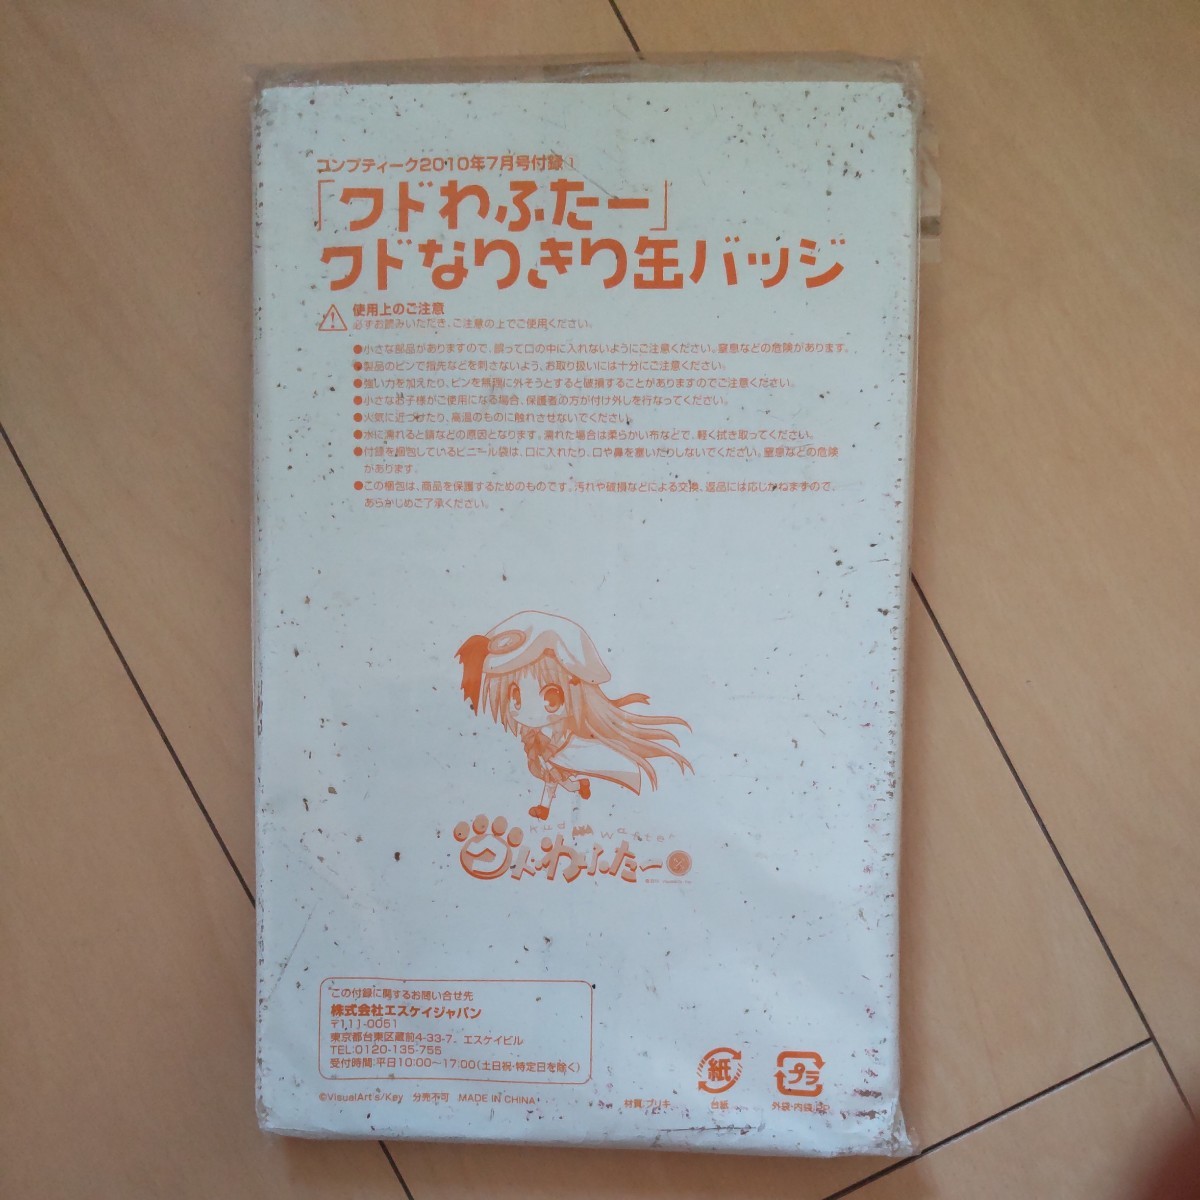 コンプティーク2010年7月号付録1
「クドわふたー」
クドなりきり缶バッジ
使用上のご注意
必ずお読みいただき、ご注意の上でご使用ください。
●小さな部品がありますので、誤って口の中に入れないようにご注意ください。窒息などの危険があります。
●製品のピンで指先などを刺さないよう、お取り扱いには十分にご注意ください。
●強い力を加えたり、ピンを無理に外そうとすると破損することがありますのでご注意ください。
●小さなお子様がご使用になる場合、保護者の方が付け外しを行なってください。
●火気に近づけたり、高温のものに触れさせないでください。
●水に濡れると錆などの原因となります。濡れた場合は柔らかい布などで、軽く拭き取ってください。
●付録を梱包しているビニール袋は、口に入れたり、口や鼻を塞いだりしないでください。窒息などの危険
があります。
●この梱包は、商品を保護するためのものです。汚れや破損などによる交換、返品には応じかねますので、
あらかじめご了承ください。
Kud Wafter
クドわふたー
この付録に関するお問い合せ先
株式会社エスケイジャパン
〒111-0051
東京都台東区蔵前4-33-7、エスケイビル
TEL:0120-135-755
受付時間:平日10:00〜17:00(土日祝・特定日を除く)
©VisualArt's/Key 分売不可 MADE IN CHINA
材質:ブリキ
紙
台紙
プラ
外袋・内袋:PP